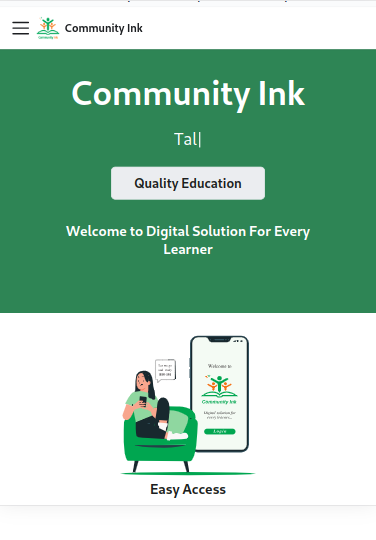 Community Ink
Community Ink
Tal|
Quality Education
Welcome to Digital Solution For Every
Learner
Welcome to
Community Ink
Digital solution for
every learner...
Login
Easy Access